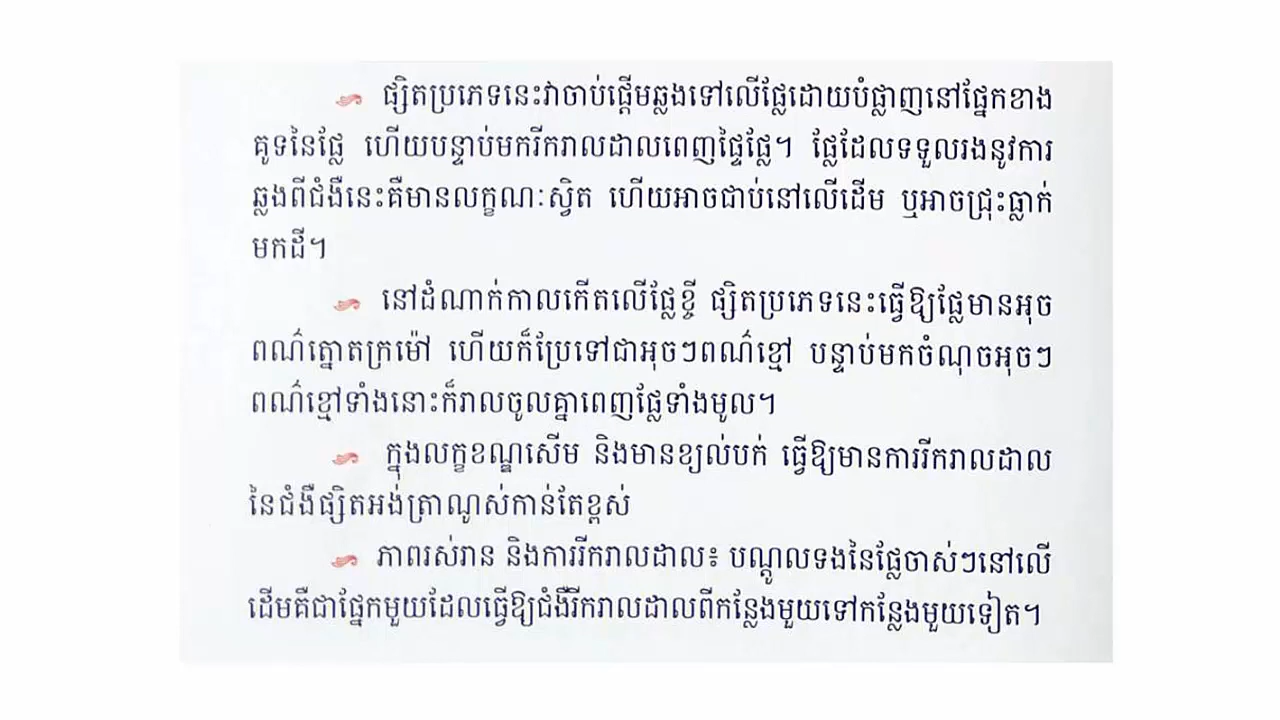 ផ្សិតប្រភេទនេះវាចាប់ផ្តើមឆ្លងទៅលើផ្លែដោយបំផ្លាញនៅផ្នែកខាង
គូទនៃផ្លែ ហើយបន្ទាប់មករីករាលដាលពេញផ្ទៃផ្លែ។ ផ្លែដែលទទួលរងនូវការ
ឆ្លងពីជំងឺនេះគឺមានលក្ខណៈស្វិត ហើយអាចជាប់នៅលើដើម ឬអាចជ្រុះធ្លាក់
មកដី។
នៅដំណាក់កាលកើតលើផ្លែខ្ចី ផ្សិតប្រភេទនេះធ្វើឱ្យផ្លែមានអុច
ពណ៌ត្នោតក្រម៉ៅ ហើយក៏ប្រែទៅជាអុចៗពណ៌ខ្មៅ បន្ទាប់មកចំណុចអុចៗ
ពណ៌ខ្មៅទាំងនោះក៏រាលចូលគ្នាពេញផ្លែទាំងមូល។
ក្នុងលក្ខខណ្ឌសើម និងមានខ្យល់បក់ ធ្វើឱ្យមានការរីករាលដាល
នៃជំងឺផ្សិតអង់ត្រាណូស់កាន់តែខ្ពស់
ភាពរស់រាន និងការរីករាលដាល៖ បណ្តូលទងនៃផ្លែចាស់ៗនៅលើ
ដើមគឺជាផ្នែកមួយដែលធ្វើឱ្យជំងឺរីករាលដាលពីកន្លែងមួយទៅកន្លែងមួយទៀត។